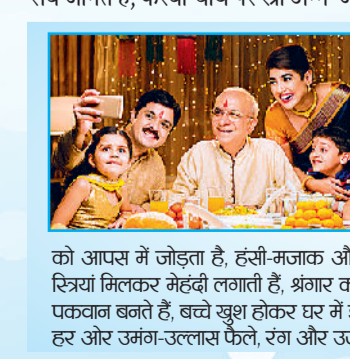 को आपस में जोड़ता है, हंसी-मजाक औ
स्त्रियां मिलकर मेहंदी लगाती हैं, श्रंगार क
पकवान बनते हैं, बच्चे खुश होकर घर में
हर ओर उमंग-उल्लास फैले, रंग और उ